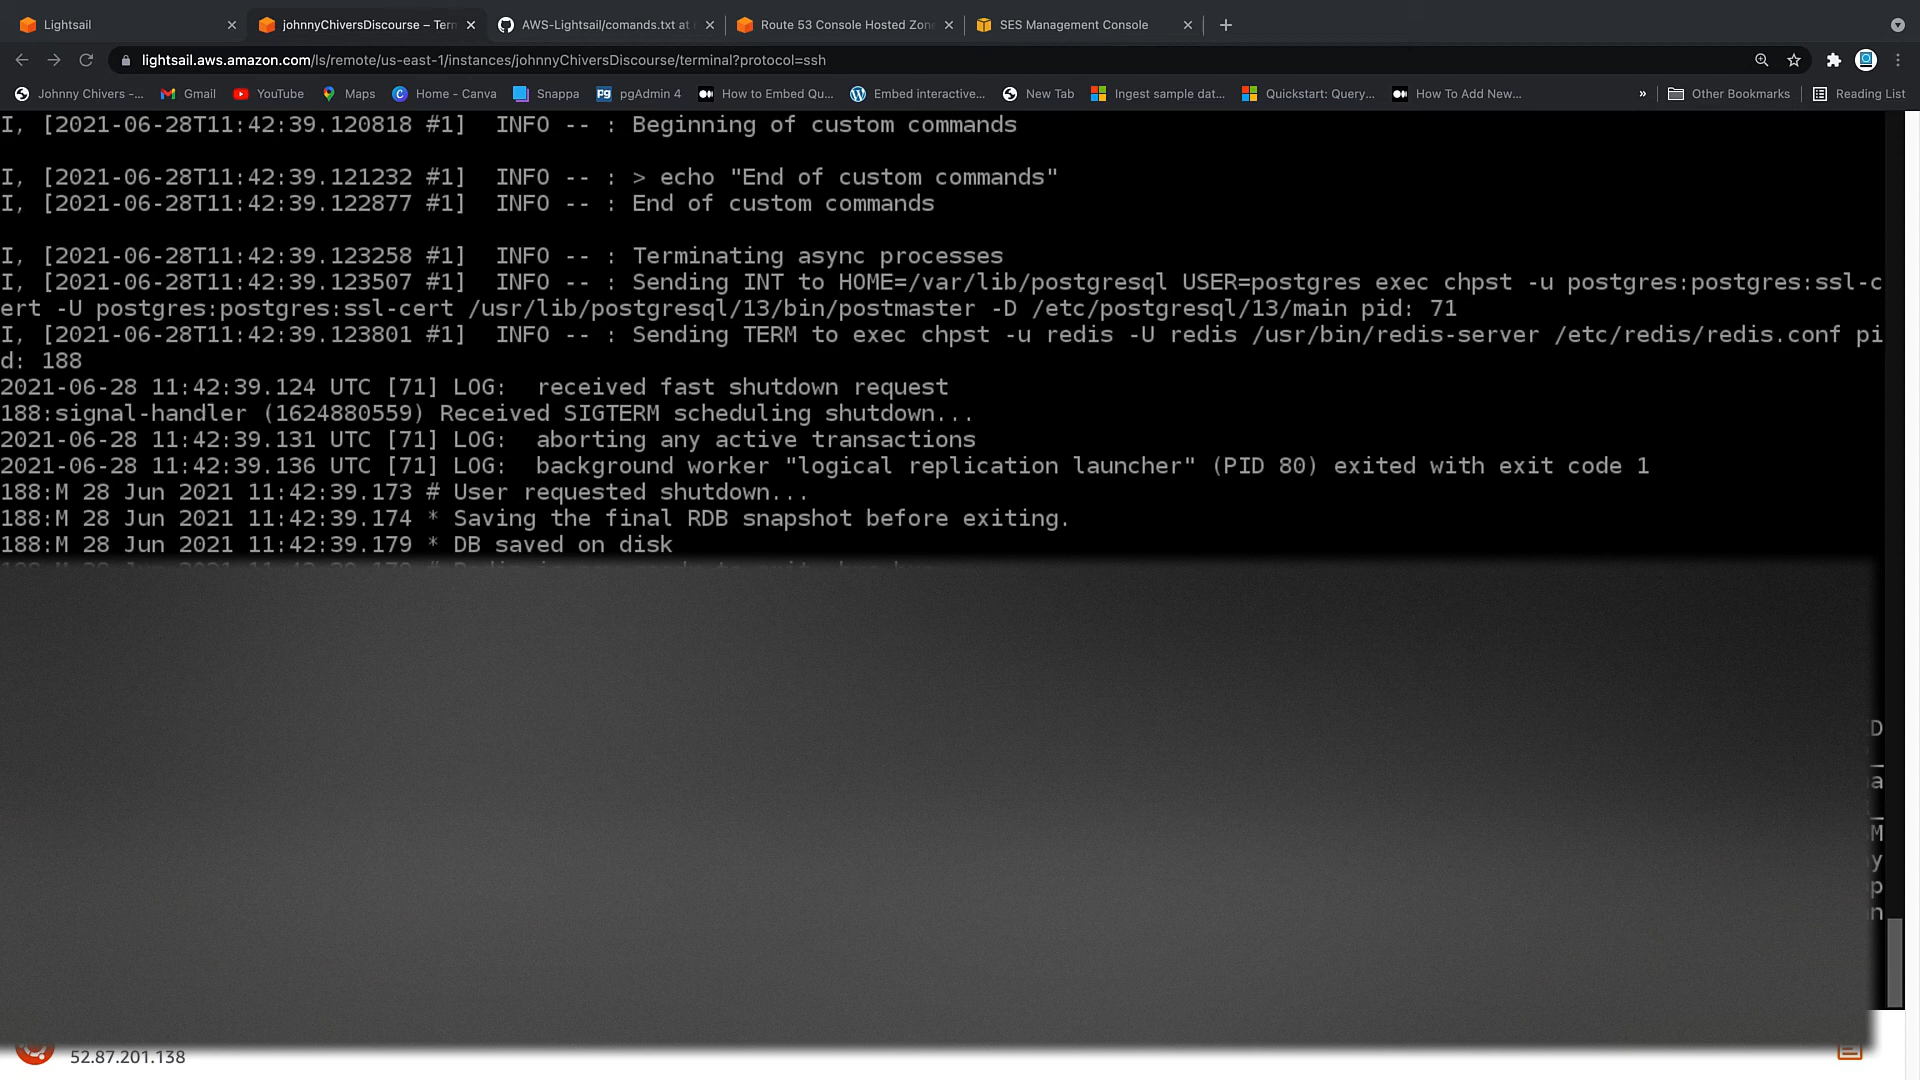 Lightsail
johnnyChiversDiscourse – Term
AWS-Lightsail/comands.txt at
Route 53 Console Hosted Zon
SES Management Console
lightsail.aws.amazon.com/ls/remote/us-east-1/instances/johnnyChiversDiscourse/terminal?protocol=ssh
Johnny Chivers -... Gmail YouTube Maps Home - Canva Snappa pgAdmin 4 How to Embed Qu... Embed interactive... New Tab Ingest sample dat... Quickstart: Query... How To Add New... » Other Bookmarks Reading List
I, [2021-06-28T11:42:39.120818 #1]  INFO -- : Beginning of custom commands
I, [2021-06-28T11:42:39.121232 #1]  INFO -- : > echo "End of custom commands"
I, [2021-06-28T11:42:39.122877 #1]  INFO -- : End of custom commands
I, [2021-06-28T11:42:39.123258 #1]  INFO -- : Terminating async processes
I, [2021-06-28T11:42:39.123507 #1]  INFO -- : Sending INT to HOME=/var/lib/postgresql USER=postgres exec chpst -u postgres:postgres:ssl-c
ert -U postgres:postgres:ssl-cert /usr/lib/postgresql/13/bin/postmaster -D /etc/postgresql/13/main pid: 71
I, [2021-06-28T11:42:39.123801 #1]  INFO -- : Sending TERM to exec chpst -u redis -U redis /usr/bin/redis-server /etc/redis/redis.conf pi
d: 188
2021-06-28 11:42:39.124 UTC [71] LOG:  received fast shutdown request
188:signal-handler (1624880559) Received SIGTERM scheduling shutdown...
2021-06-28 11:42:39.131 UTC [71] LOG:  aborting any active transactions
2021-06-28 11:42:39.136 UTC [71] LOG:  background worker "logical replication launcher" (PID 80) exited with exit code 1
188:M 28 Jun 2021 11:42:39.173 # User requested shutdown...
188:M 28 Jun 2021 11:42:39.174 * Saving the final RDB snapshot before exiting.
188:M 28 Jun 2021 11:42:39.179 * DB saved on disk
D
_
a
_
M
y
p
n
52.87.201.138